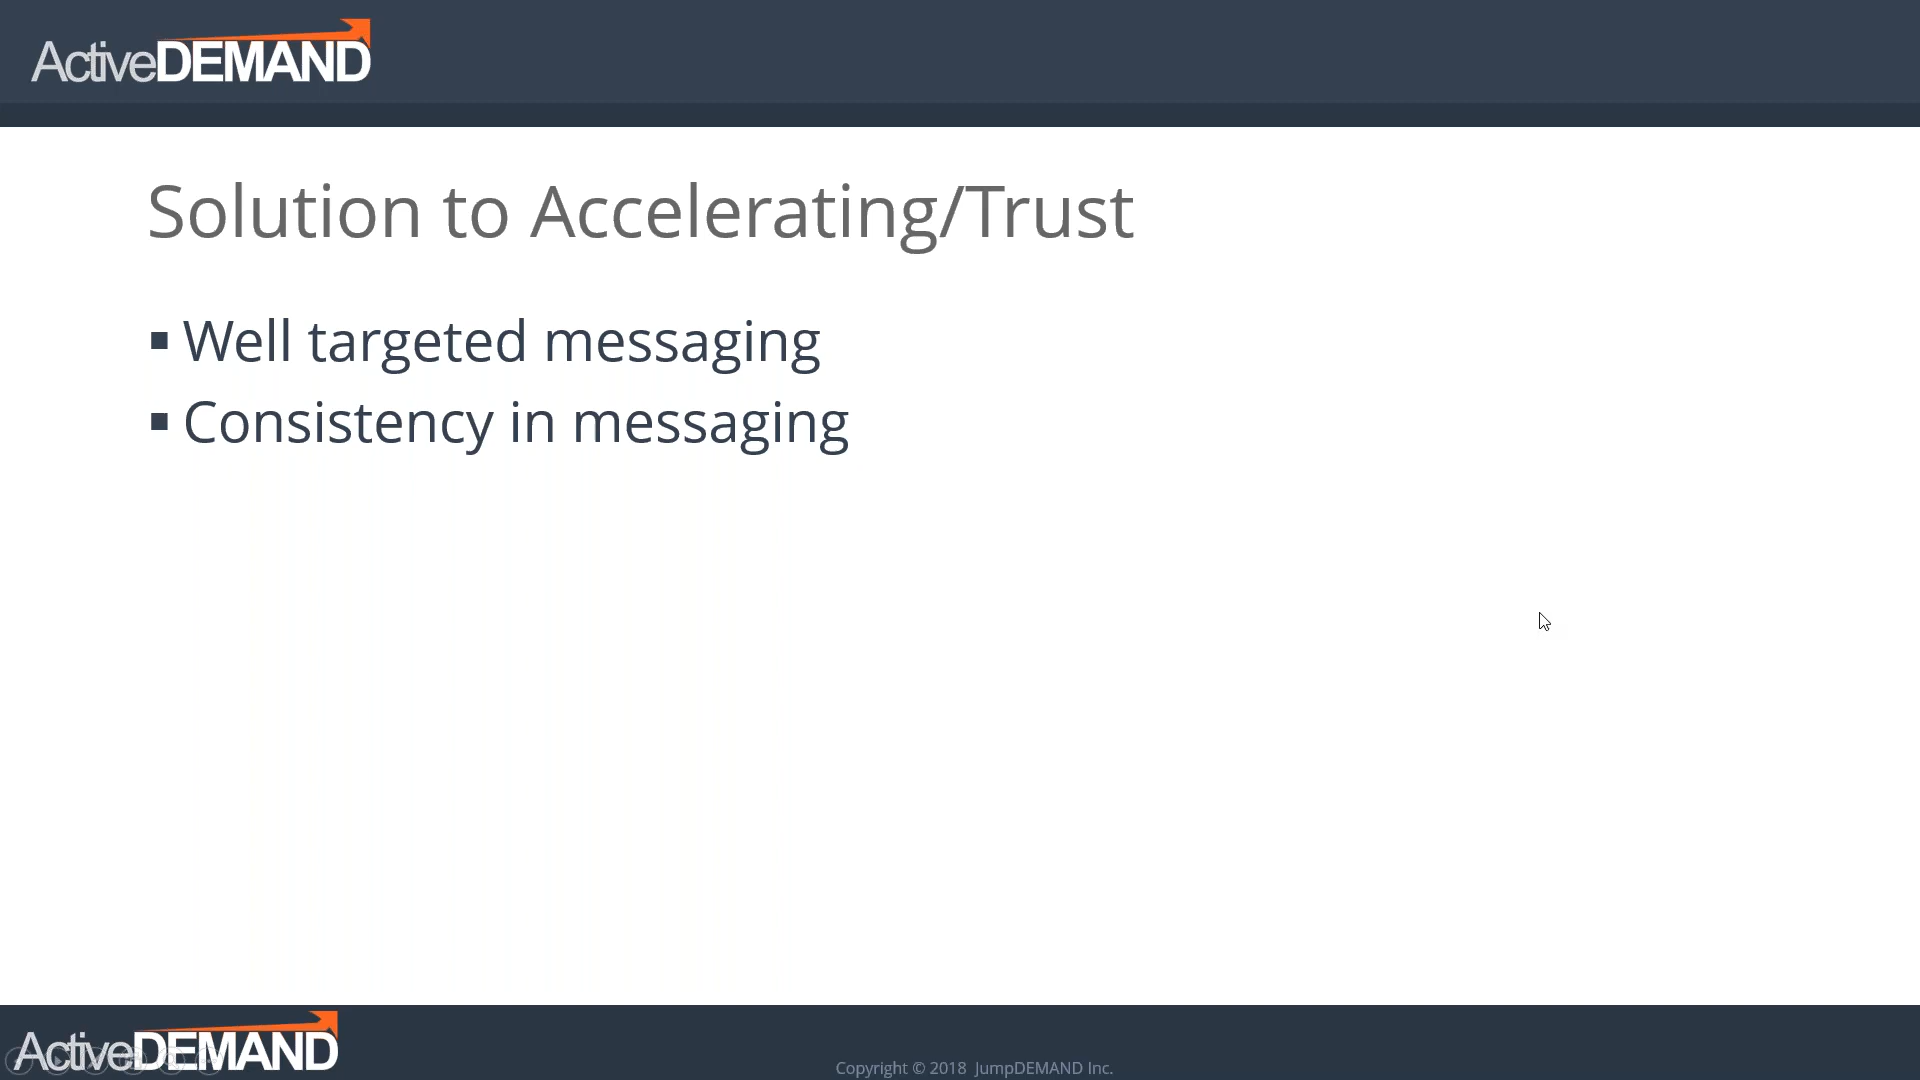 ActiveDEMAND
Solution to Accelerating/Trust
▪ Well targeted messaging
▪ Consistency in messaging
ActiveDEMAND
Copyright © 2018 JumpDEMAND Inc.